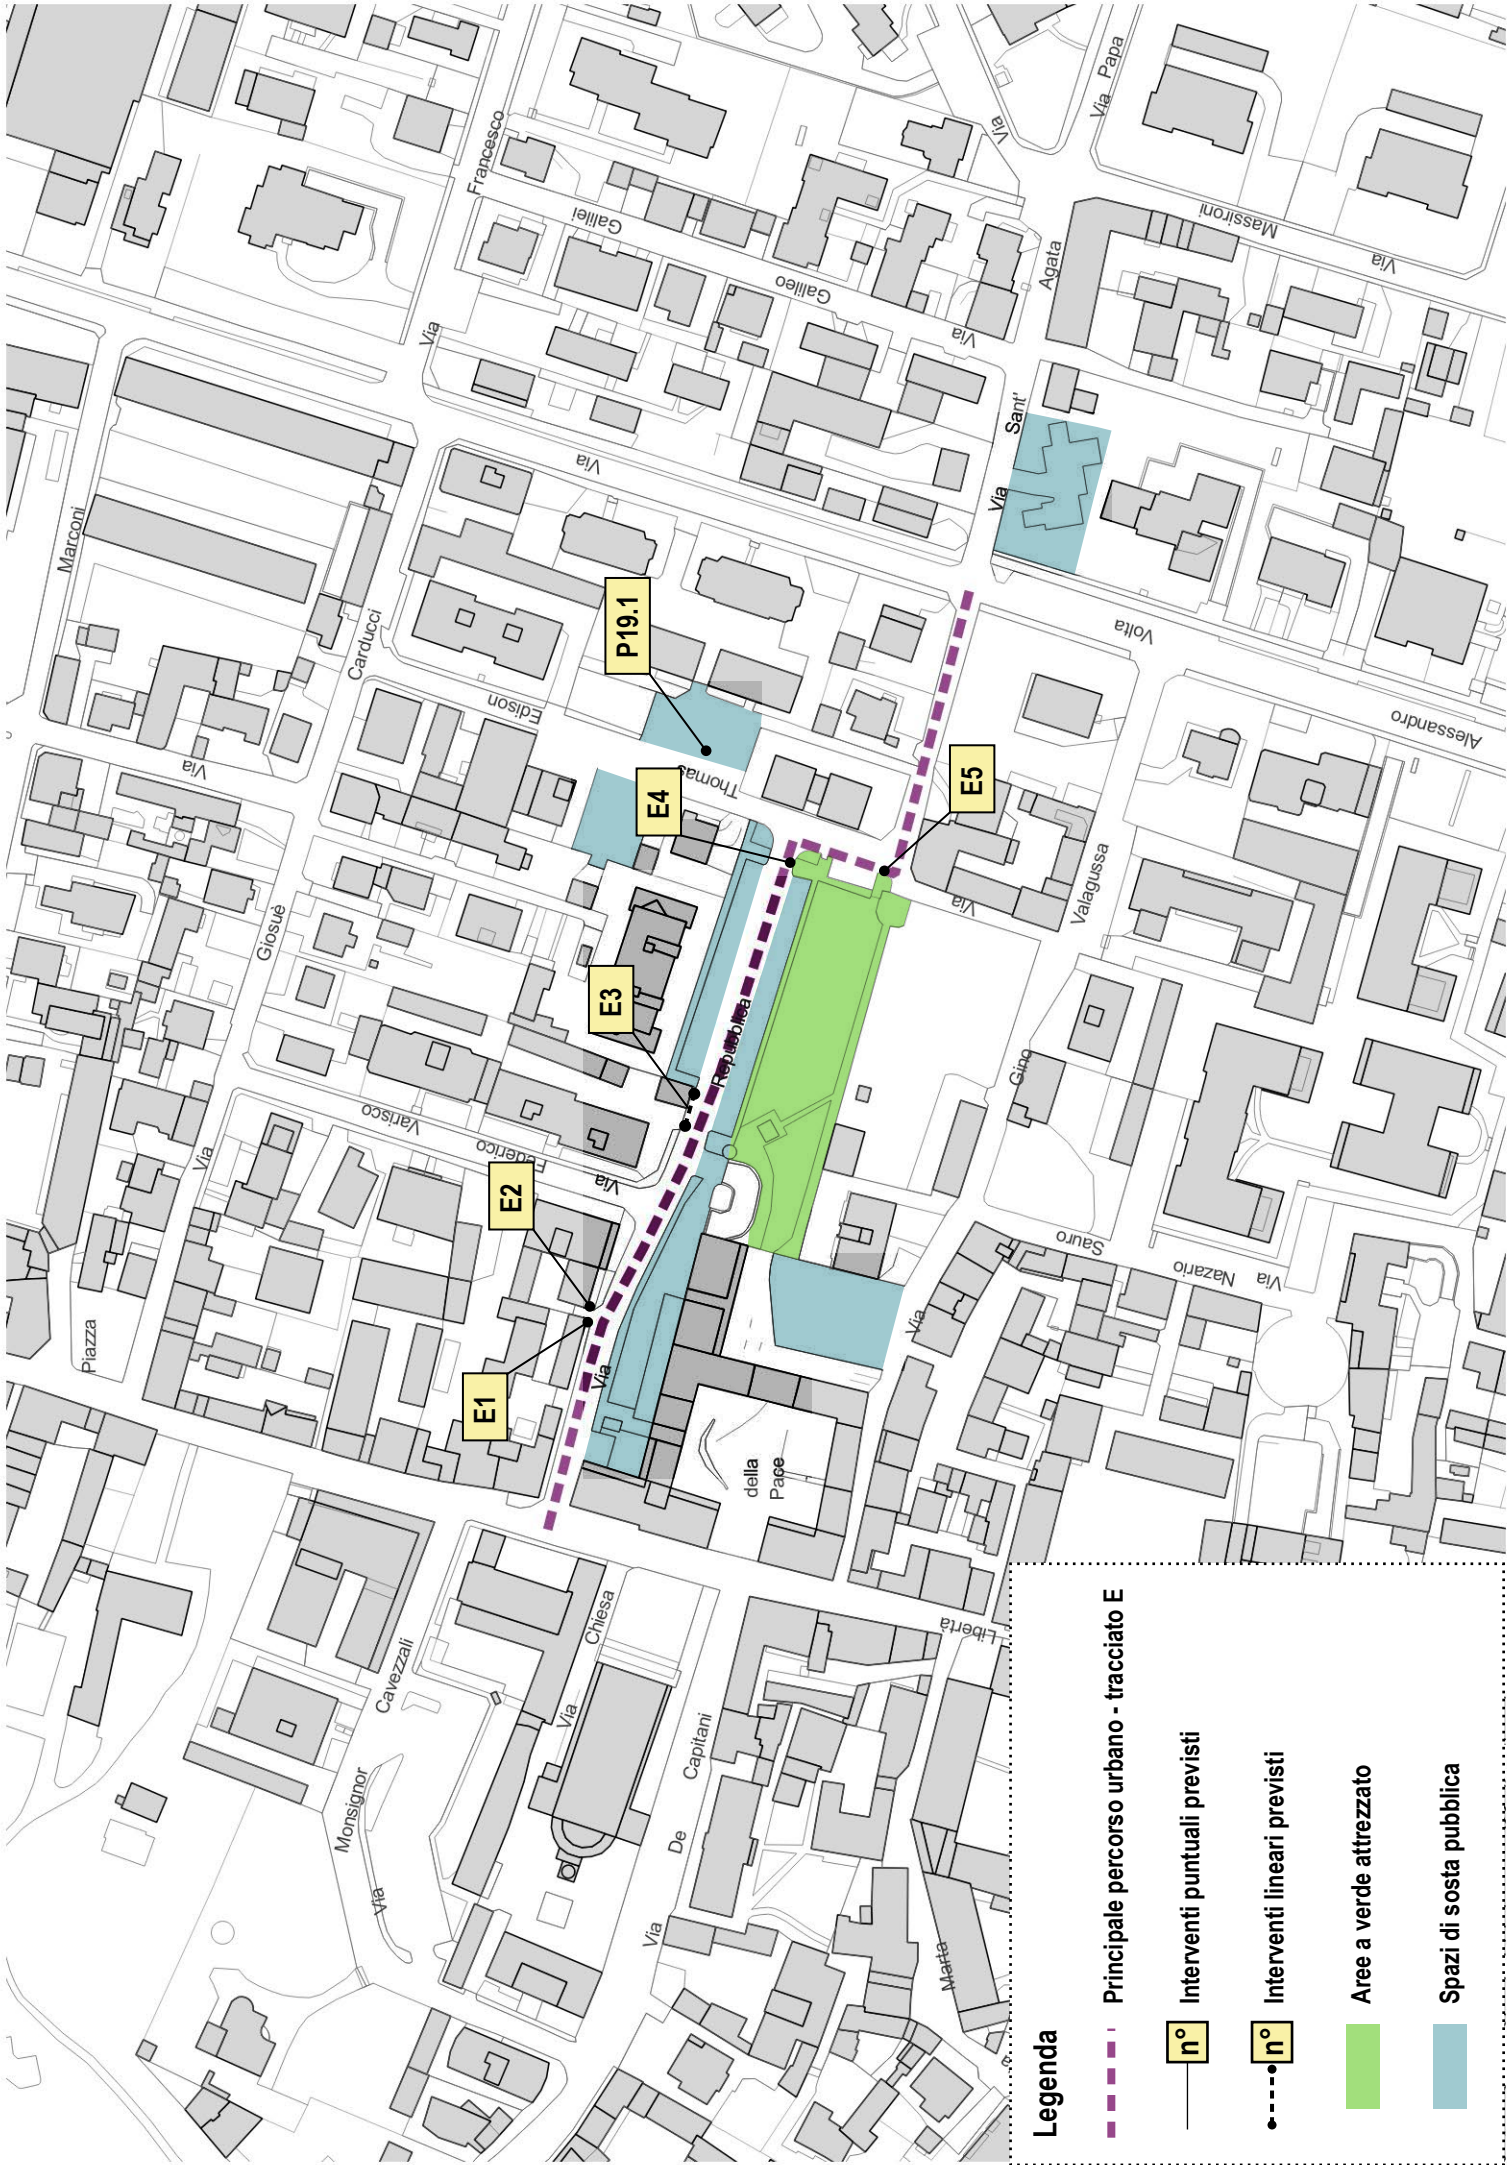 Marconi
Via
Carducci
Giosuè
Via
Piazza
Francesco
Via
Galilei
Galileo
Via
Via
Via Papa
Massironi
Via
Agata
Sant'
Via
Via
Volta
Alessandro
Edison
Thomas
Via
P19.1
E4
E5
E3
E2
E1
Varisco
Federico
Via
Repubblica
Via
della
Pace
Valagussa
Gino
Via
Sauro
Nazario
Via
Libertà
Cavezzali
Monsignor
Via
Chiesa
Via
Capitani
De
Via
Marta
Legenda
Principale percorso urbano - tracciato E
n° Interventi puntuali previsti
n° Interventi lineari previsti
Aree a verde attrezzato
Spazi di sosta pubblica